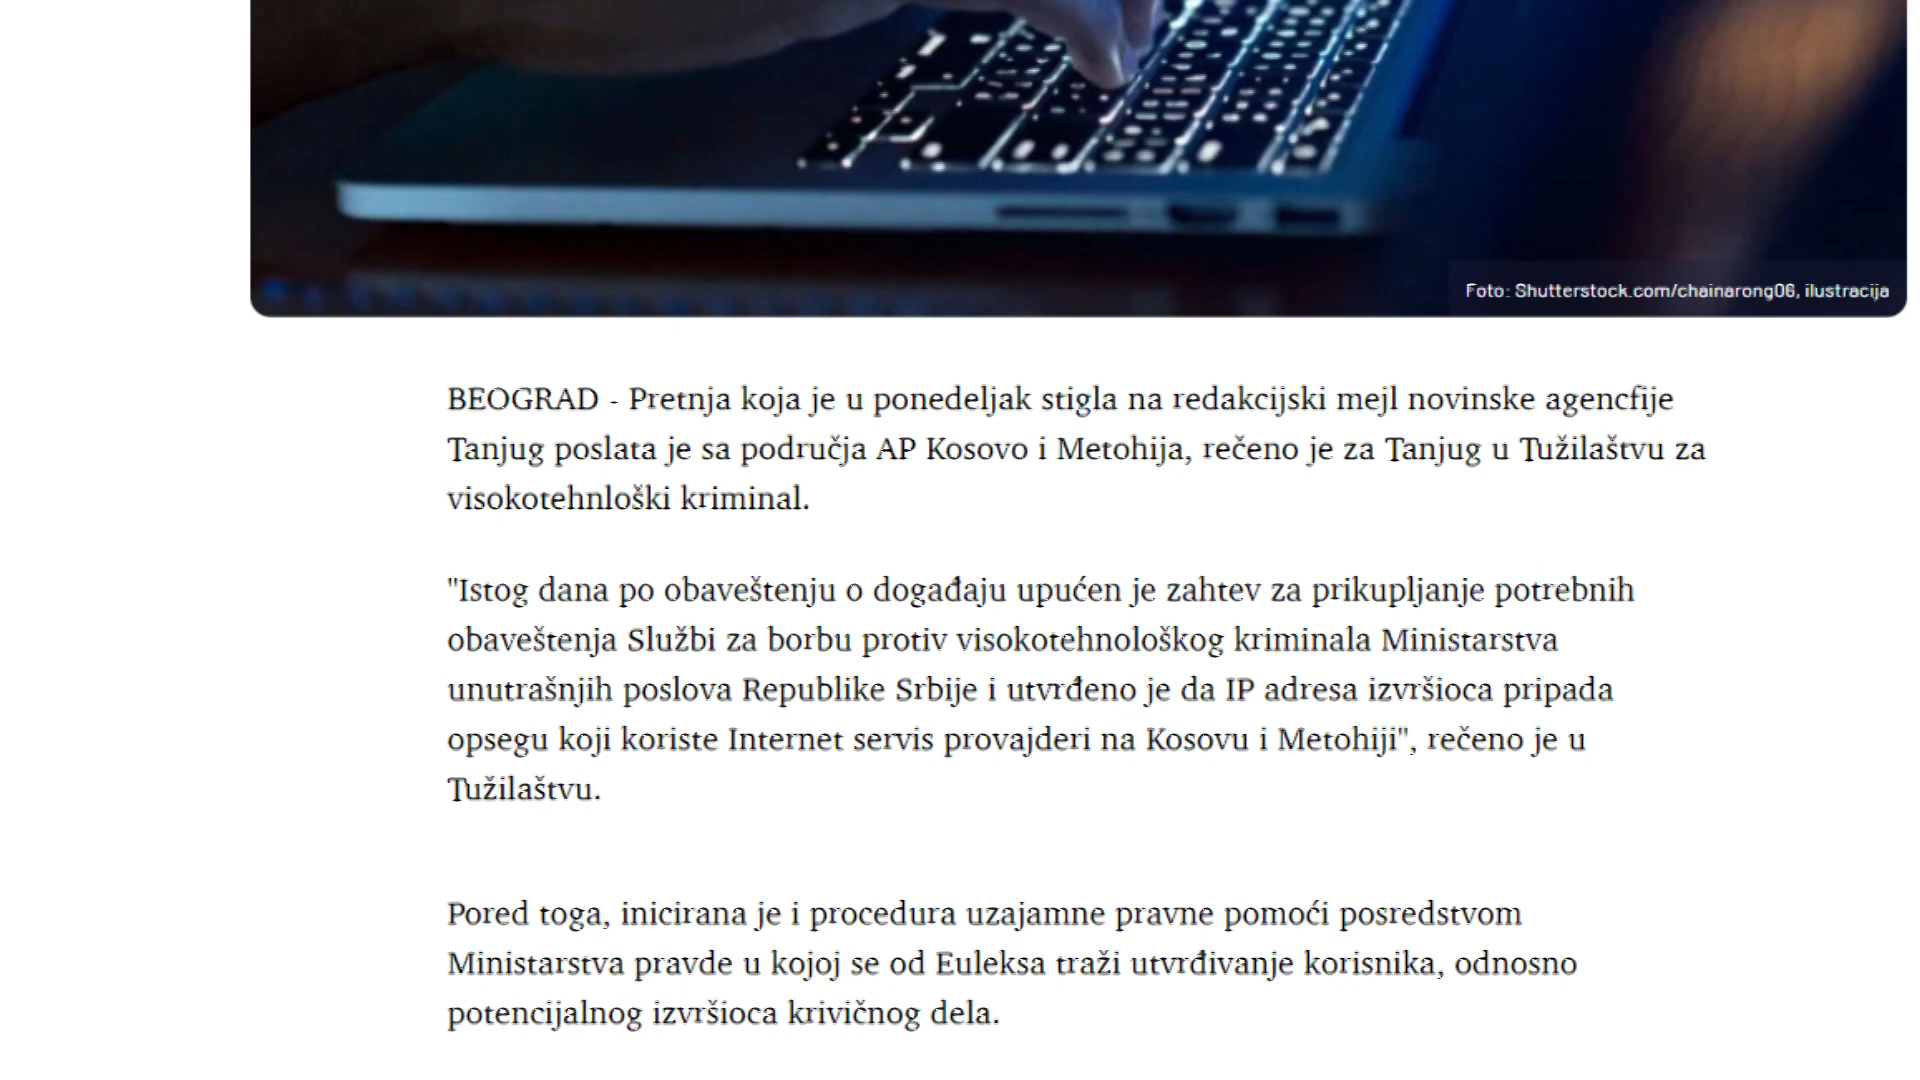 Foto: Shutterstock.com/chainarong06, ilustracija
BEOGRAD - Pretnja koja je u ponedeljak stigla na redakcijski mejl novinske agencfije
Tanjug poslata je sa područja AP Kosovo i Metohija, rečeno je za Tanjug u Tužilaštvu za
visokotehnloški kriminal.
"Istog dana po obaveštenju o događaju upućen je zahtev za prikupljanje potrebnih
obaveštenja Službi za borbu protiv visokotehnološkog kriminala Ministarstva
unutrašnjih poslova Republike Srbije i utvrđeno je da IP adresa izvršioca pripada
opsegu koji koriste Internet servis provajderi na Kosovu i Metohiji", rečeno je u
Tužilaštvu.
Pored toga, inicirana je i procedura uzajamne pravne pomoći posredstvom
Ministarstva pravde u kojoj se od Euleksa traži utvrđivanje korisnika, odnosno
potencijalnog izvršioca krivičnog dela.